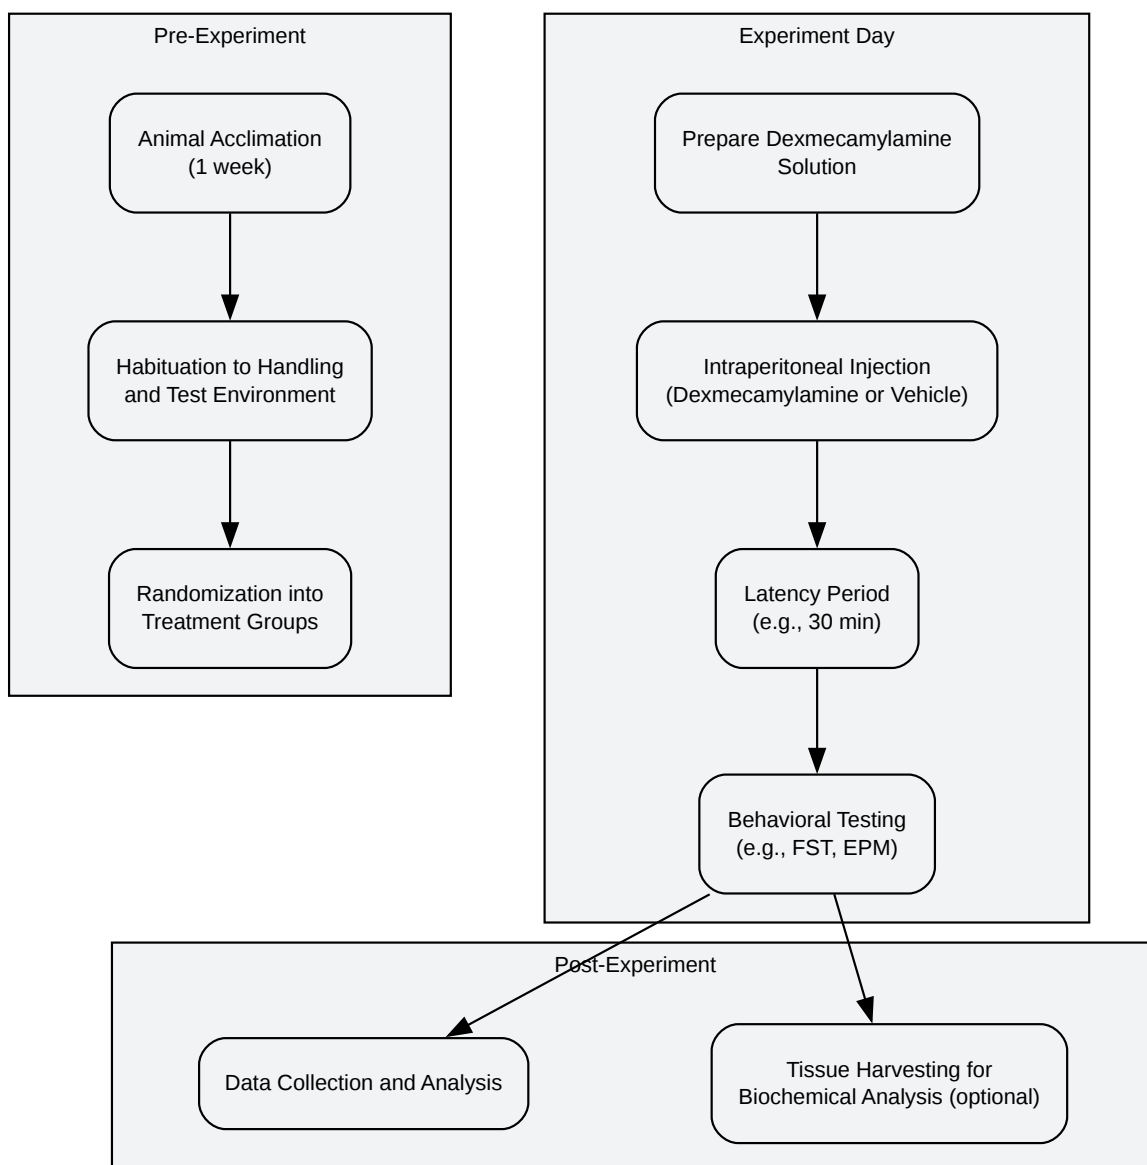 Pre-Experiment
Animal Acclimation
(1 week)
Habituation to Handling
and Test Environment
Randomization into
Treatment Groups
Experiment Day
Prepare Dexmecamylamine
Solution
Intraperitoneal Injection
(Dexmecamylamine or Vehicle)
Latency Period
(e.g., 30 min)
Behavioral Testing
(e.g., FST, EPM)
Post-Experiment
Data Collection and Analysis
Tissue Harvesting for
Biochemical Analysis (optional)